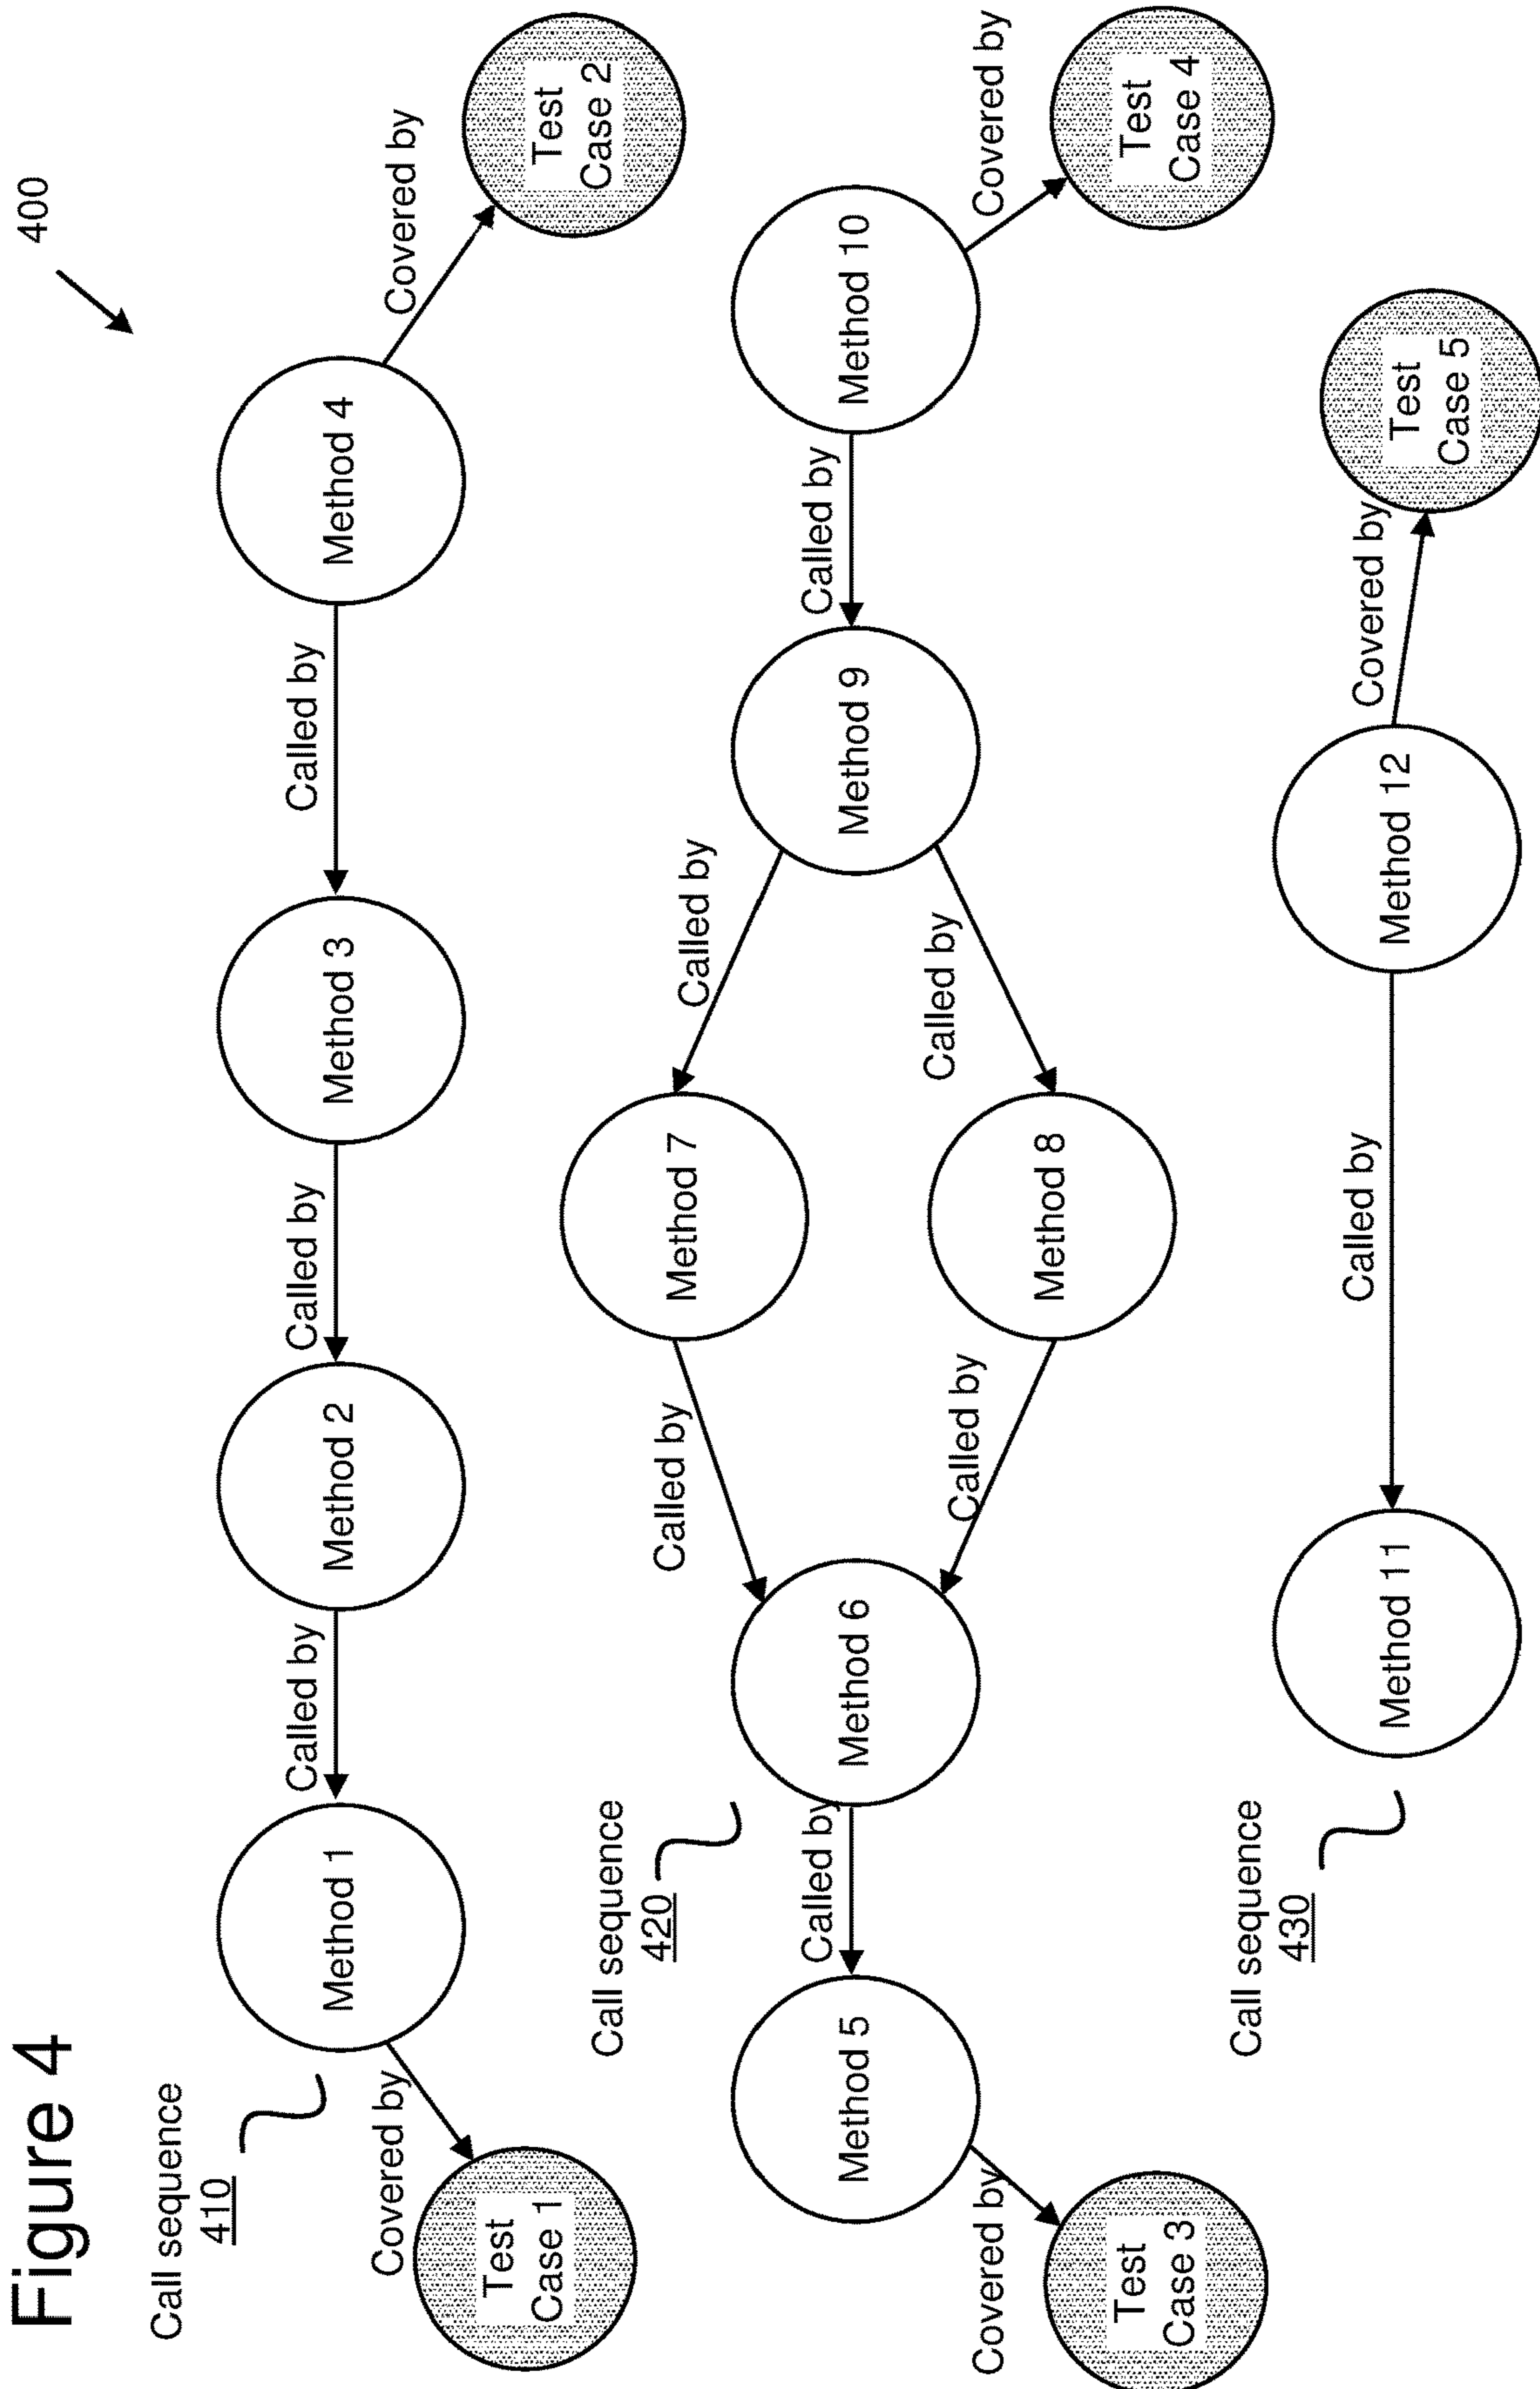 Figure 4
400
Call sequence
410
Covered by
Test
Case 1
Method 1
Called by
Method 2
Called by
Method 3
Called by
Method 4
Covered by
Test
Case 2
Call sequence
420
Covered by
Test
Case 3
Method 5
Called by
Method 6
Called by
Called by
Method 7
Method 8
Called by
Called by
Method 9
Called by
Method 10
Covered by
Test
Case 4
Call sequence
430
Method 11
Called by
Method 12
Covered by
Test
Case 5